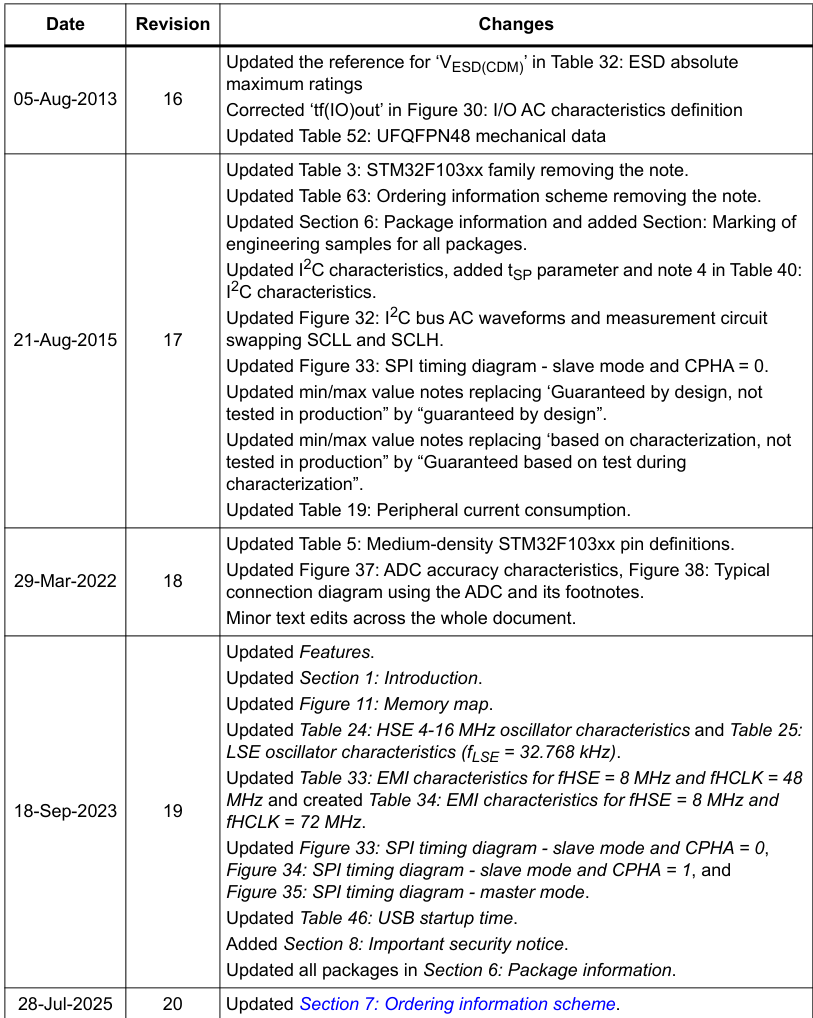 Date Revision Changes
05-Aug-2013 16
Updated the reference for ‘VESD(CDM)’ in Table 32: ESD absolute
maximum ratings
Corrected ‘tf(IO)out’ in Figure 30: I/O AC characteristics definition
Updated Table 52: UFQFPN48 mechanical data
21-Aug-2015 17
Updated Table 3: STM32F103xx family removing the note.
Updated Table 63: Ordering information scheme removing the note.
Updated Section 6: Package information and added Section: Marking of
engineering samples for all packages.
Updated I2C characteristics, added tSP parameter and note 4 in Table 40:
I2C characteristics.
Updated Figure 32: I2C bus AC waveforms and measurement circuit
swapping SCLL and SCLH.
Updated Figure 33: SPI timing diagram - slave mode and CPHA = 0.
Updated min/max value notes replacing ‘Guaranteed by design, not
tested in production” by “guaranteed by design”.
Updated min/max value notes replacing ‘based on characterization, not
tested in production” by “Guaranteed based on test during
characterization”.
Updated Table 19: Peripheral current consumption.
29-Mar-2022 18
Updated Table 5: Medium-density STM32F103xx pin definitions.
Updated Figure 37: ADC accuracy characteristics, Figure 38: Typical
connection diagram using the ADC and its footnotes.
Minor text edits across the whole document.
18-Sep-2023 19
Updated Features.
Updated Section 1: Introduction.
Updated Figure 11: Memory map.
Updated Table 24: HSE 4-16 MHz oscillator characteristics and Table 25:
LSE oscillator characteristics (fLSE = 32.768 kHz).
Updated Table 33: EMI characteristics for fHSE = 8 MHz and fHCLK = 48
MHz and created Table 34: EMI characteristics for fHSE = 8 MHz and
fHCLK = 72 MHz.
Updated Figure 33: SPI timing diagram - slave mode and CPHA = 0,
Figure 34: SPI timing diagram - slave mode and CPHA = 1, and
Figure 35: SPI timing diagram - master mode.
Updated Table 46: USB startup time.
Added Section 8: Important security notice.
Updated all packages in Section 6: Package information.
28-Jul-2025 20 Updated Section 7: Ordering information scheme.